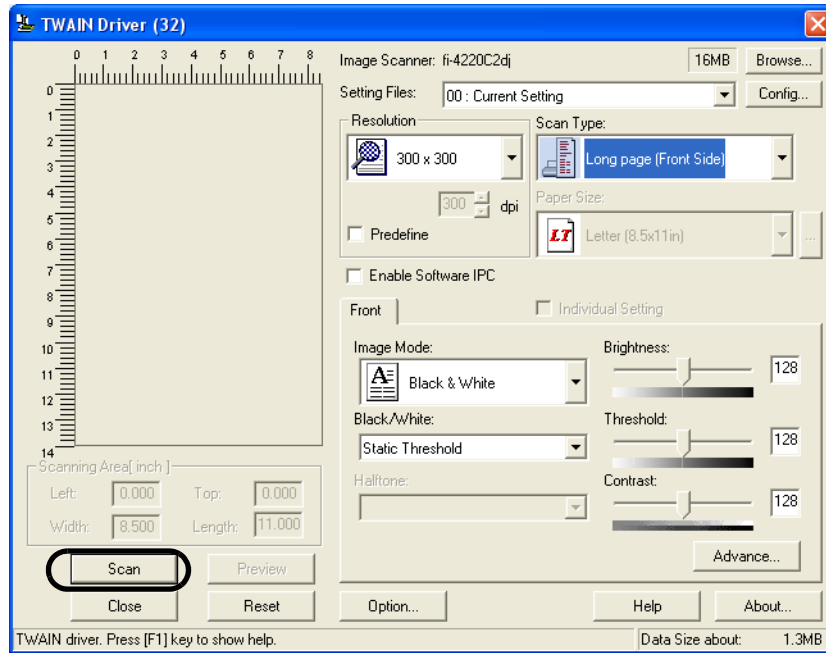 TWAIN Driver (32)
0 1 2 3 4 5 6 7 8
Image Scanner: fi-4220C2dj 16MB Browse...
Setting Files: 00 : Current Setting Config...
Resolution Scan Type:
300 x 300 Long page (Front Side)
300 dpi Paper Size:
Predefine LT Letter (8.5x11in) ...
Enable Software IPC
Front Individual Setting
Image Mode: Brightness:
A Black & White 128
Black/White: Threshold:
Static Threshold 128
Halftone: Contrast:
128
Advance...
0
1
2
3
4
5
6
7
8
9
10
11
12
13
14
Scanning Area[ inch ]
Left: 0.000 Top: 0.000
Width: 8.500 Length: 11.000
Scan Preview
Close Reset Option... Help About...
TWAIN driver. Press [F1] key to show help. Data Size about: 1.3MB